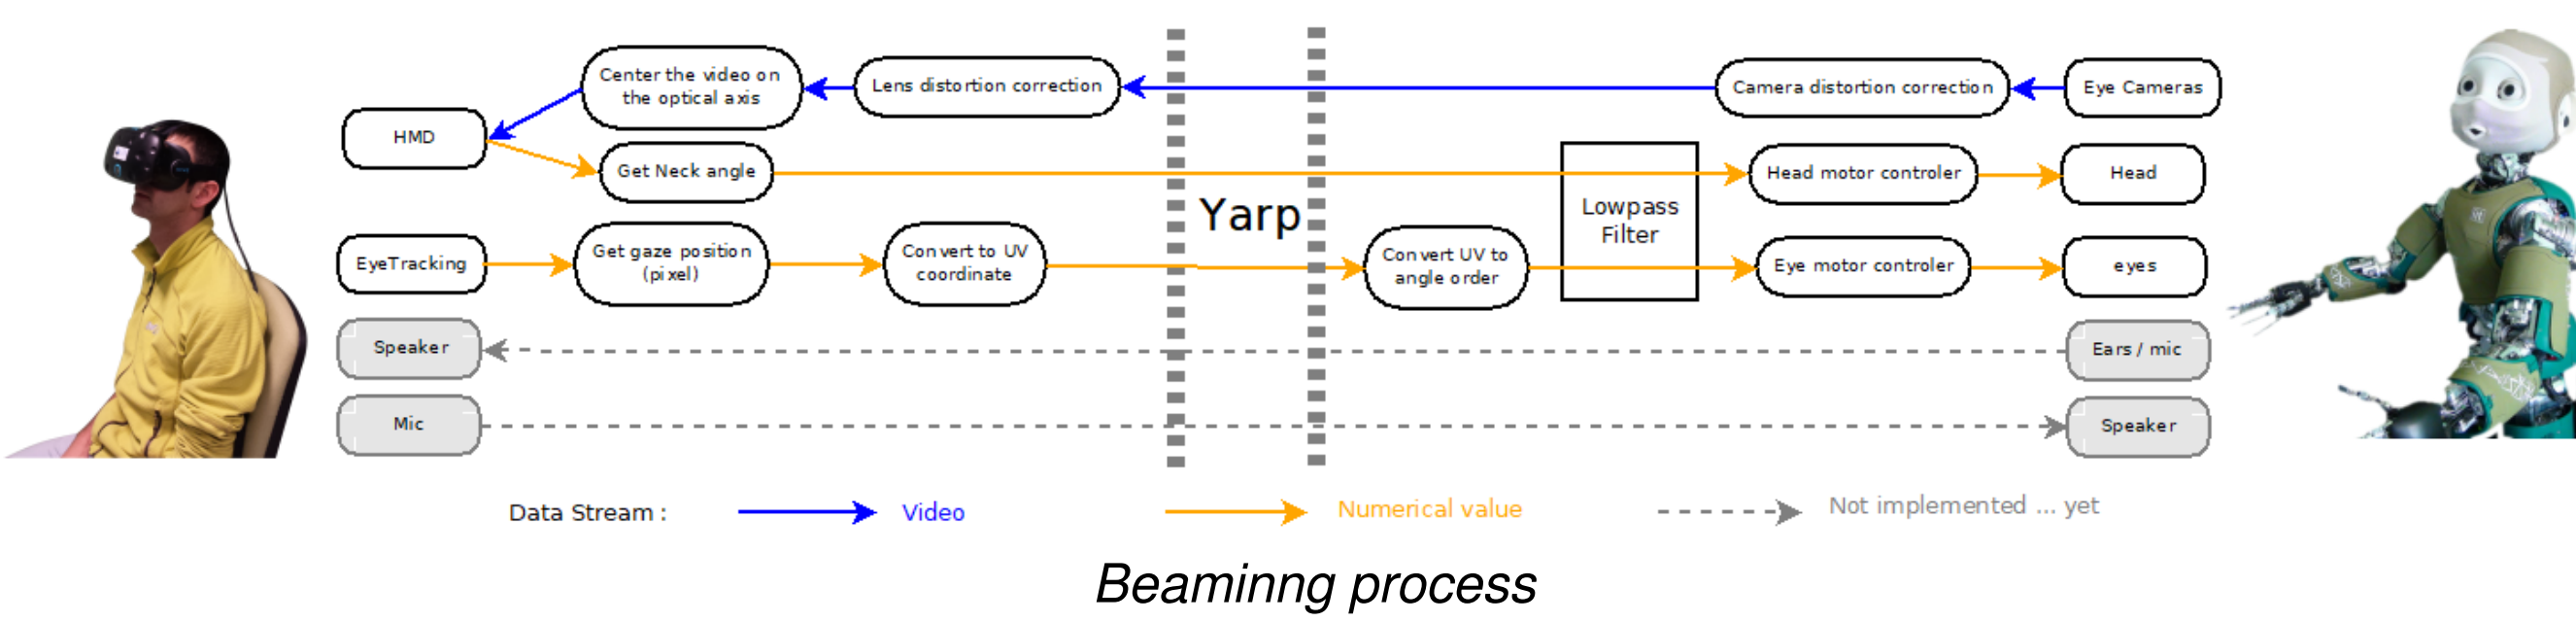 Center the video on
the optical axis
Lens distortion correction
Camera distortion correction
Eye Cameras
HMD
Get Neck angle
Head motor controler
Head
Yarp
Lowpass
Filter
EyeTracking
Get gaze position
(pixel)
Convert to UV
coordinate
Convert UV to
angle order
Eye motor controler
eyes
Speaker
Ears / mic
Mic
Speaker
Data Stream :
Video
Numerical value
Not implemented ... yet
Beaminng process